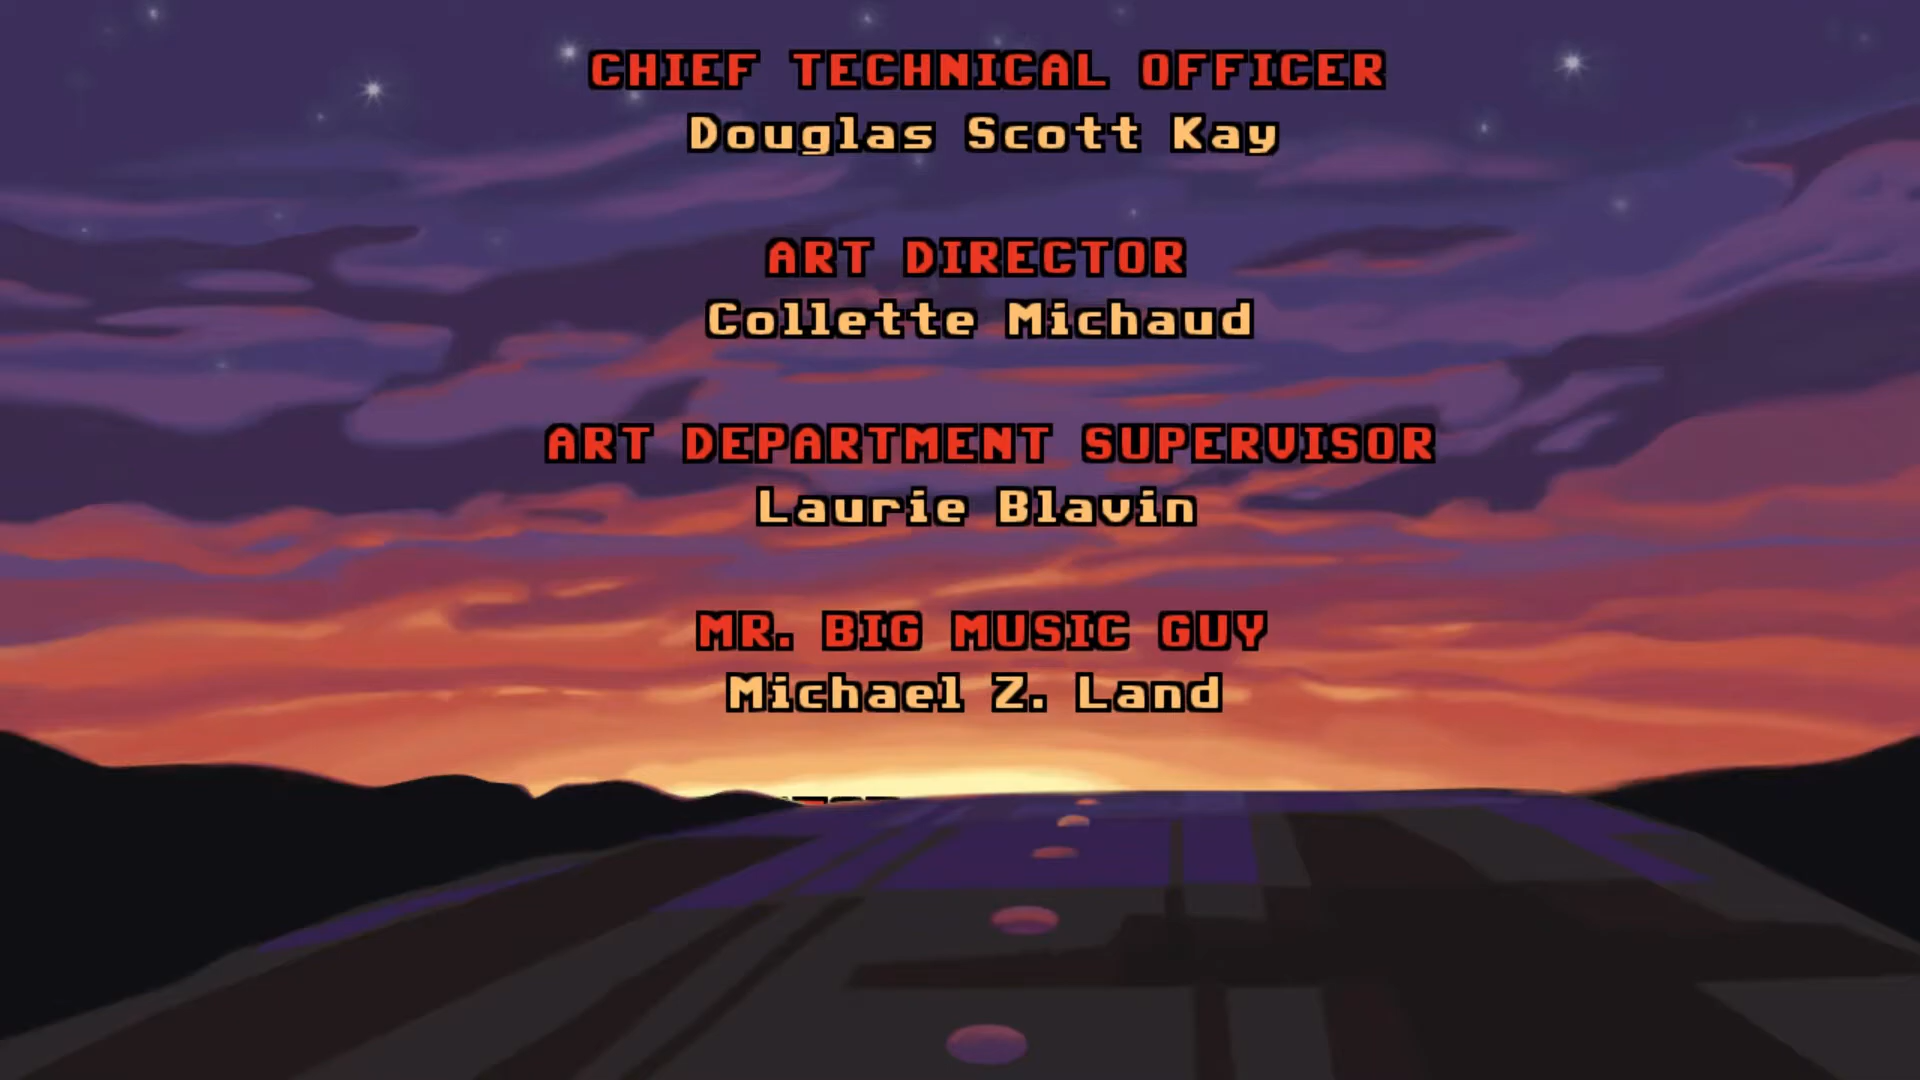 CHIEF TECHNICAL OFFICER
Douglas Scott Kay
ART DIRECTOR
Collette Michaud
ART DEPARTMENT SUPERVISOR
Laurie Blavin
MR. BIG MUSIC GUY
Michael Z. Land